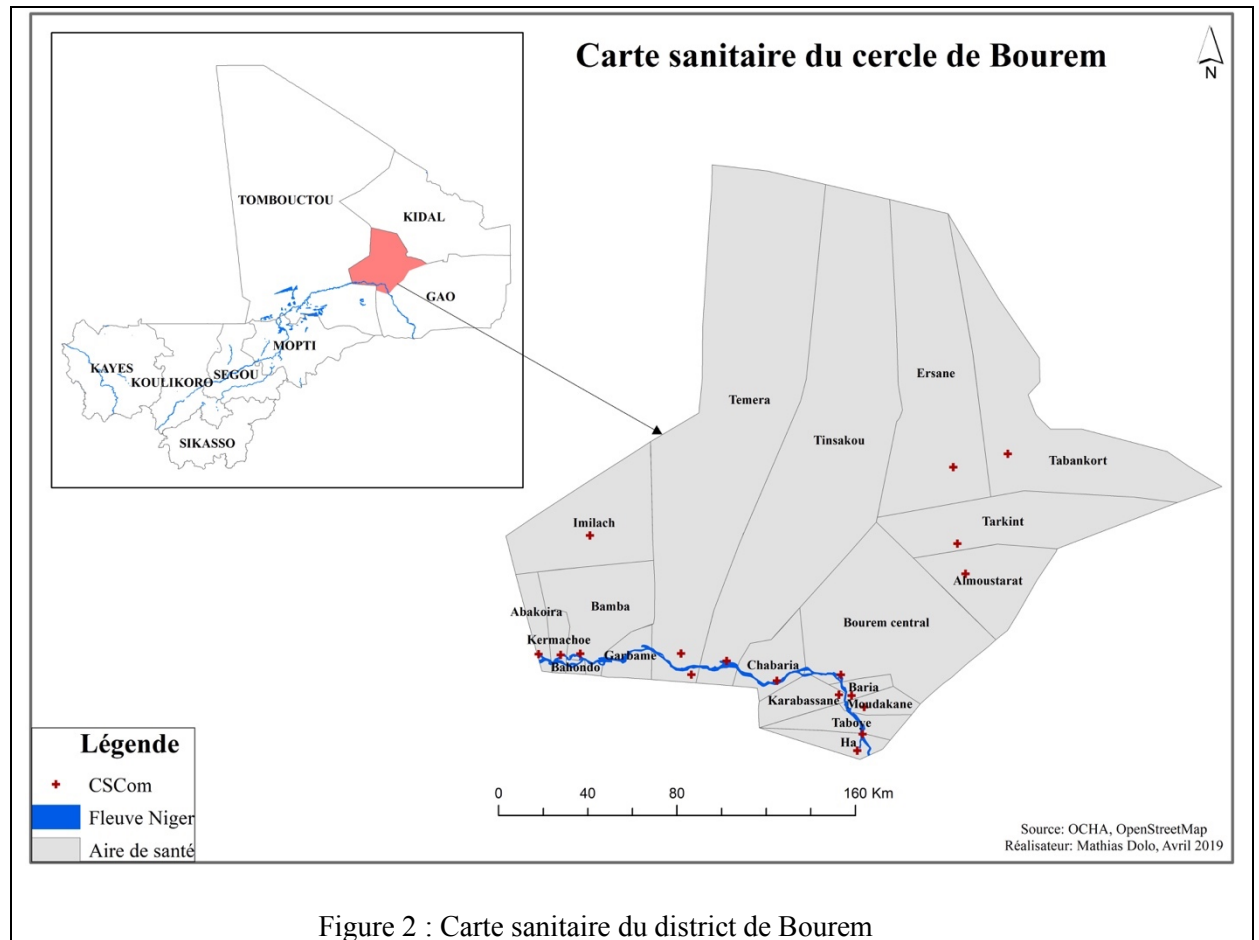 Carte sanitaire du cercle de Bourem
N
TOMBOUCTOU
KIDAL
GAO
MOPTI
KAYES
SEGOU
KOULIKORO
SIKASSO
Ersane
Temera
Tinsakou
Tabankort
Imilach
Tarkint
Almoustarat
Abakoira
Bamba
Bourem central
Kermachoe
Garbame
Bahondo
Chabaria
Baria
Karabassane
Moudakane
Taboye
Ha
Légende
CSCom
Fleuve Niger
Aire de santé
0 40 80 160 Km
Source: OCHA, OpenStreetMap
Réalisateur: Mathias Dolo, Avril 2019
Figure 2 : Carte sanitaire du district de Bourem